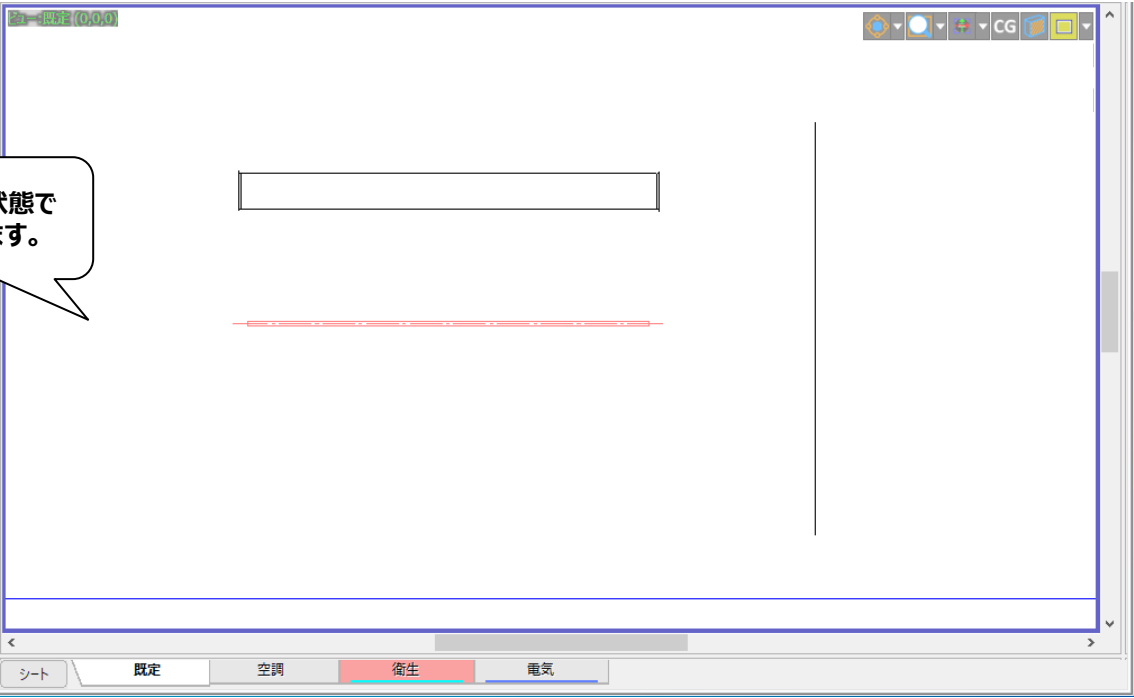 ビュー:既定 (0,0,0)
CG
状態で
ます。
シート
既定
空調
衛生
電気